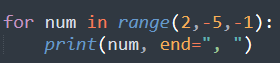 for num in range(2,-5,-1):
    print(num, end=", ")